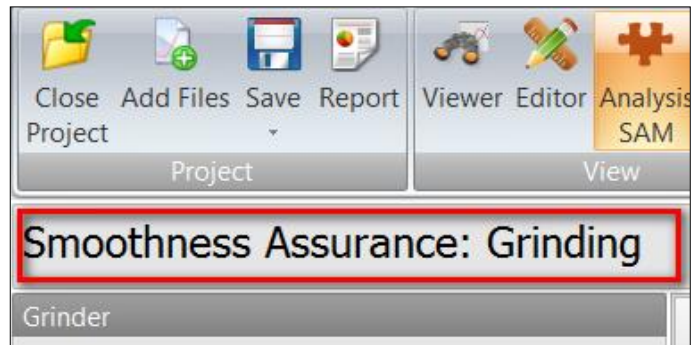 Close Add Files Save Report Viewer Editor Analysis
Project SAM
Project View
Smoothness Assurance: Grinding
Grinder